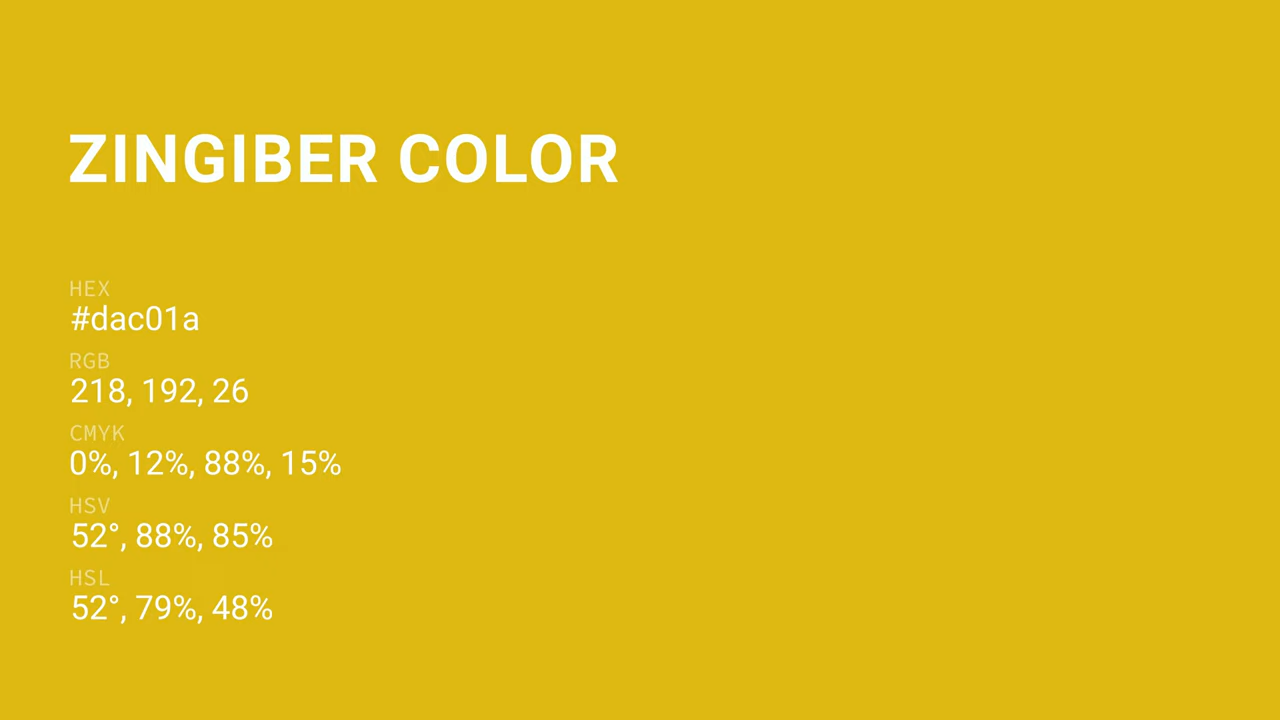 ZINGIBER COLOR
HEX
#dac01a
RGB
218, 192, 26
CMYK
0%, 12%, 88%, 15%
HSV
52°, 88%, 85%
HSL
52°, 79%, 48%